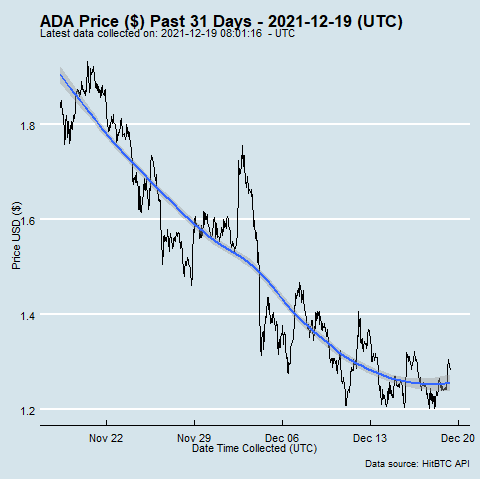 ADA Price ($) Past 31 Days - 2021-12-19 (UTC)
Latest data collected on: 2021-12-19 08:01:16 - UTC
Price USD ($)
1.8
1.6
1.4
1.2
Nov 22
Nov 29
Dec 06
Dec 13
Dec 20
Date Time Collected (UTC)
Data source: HitBTC API